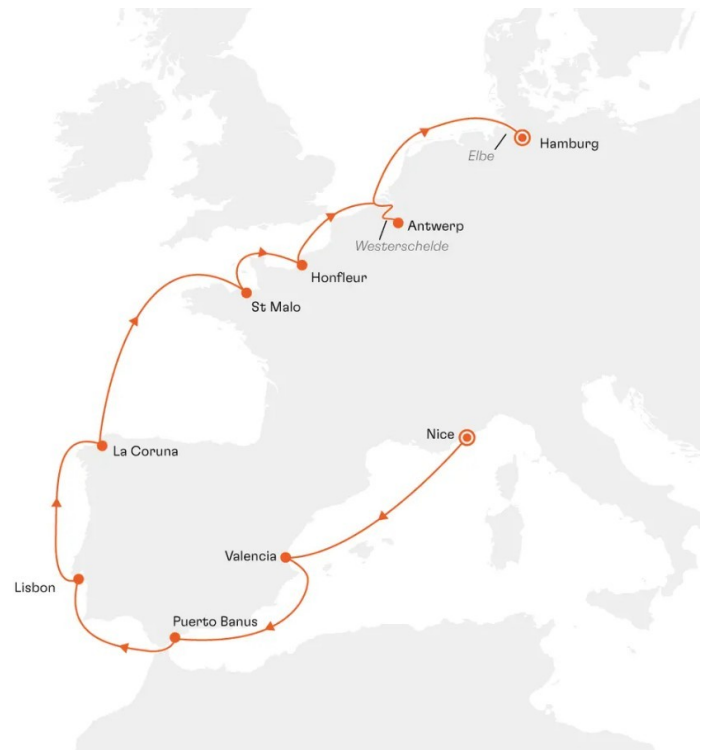 Hamburg
Elbe
Antwerp
Westerschelde
Honfleur
St Malo
Nice
La Coruna
Valencia
Lisbon
Puerto Banus